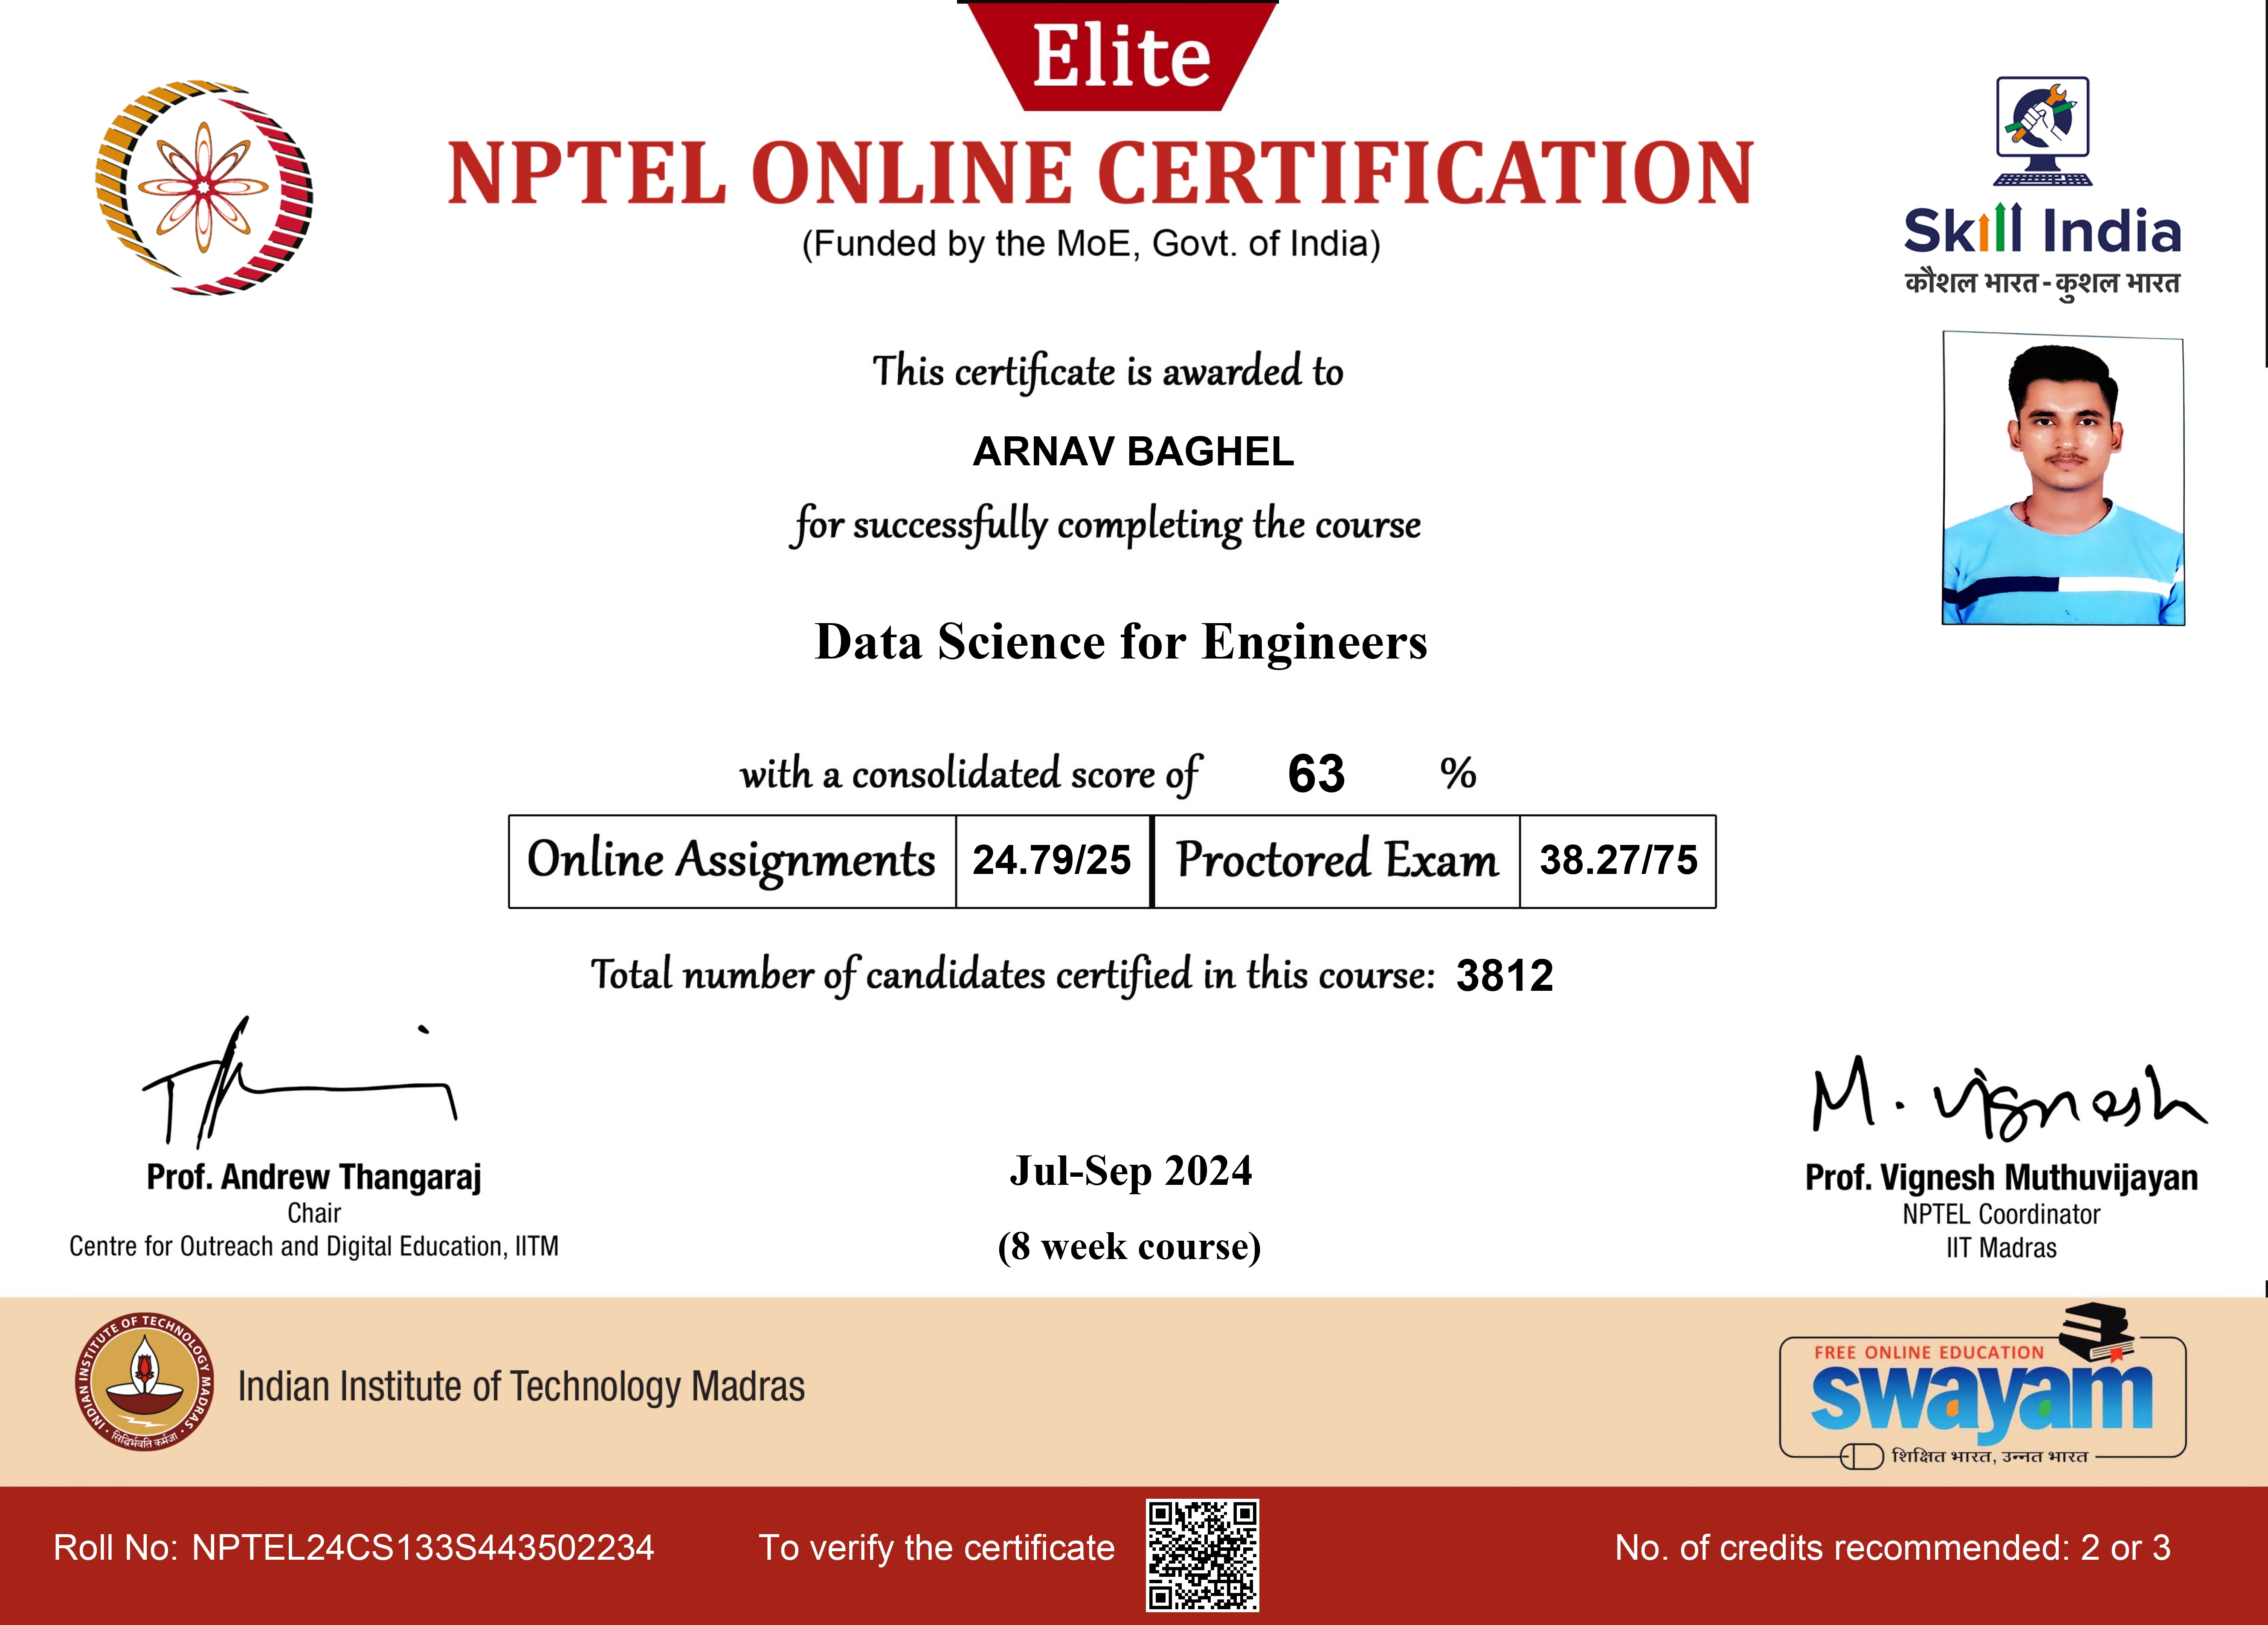 Elite
NPTEL ONLINE CERTIFICATION
(Funded by the MoE, Govt. of India)
Skill India
कौशल भारत - कुशल भारत
This certificate is awarded to
ARNAV BAGHEL
for successfully completing the course
Data Science for Engineers
with a consolidated score of 63 %
Online Assignments 24.79/25 Proctored Exam 38.27/75
Total number of candidates certified in this course: 3812
M. Vignesh
Prof. Andrew Thangaraj
Chair
Centre for Outreach and Digital Education, IITM
Jul-Sep 2024
(8 week course)
Prof. Vignesh Muthuvijayan
NPTEL Coordinator
IIT Madras
INDIAN INSTITUTE OF TECHNOLOGY MADRAS
सिद्धिर्भवति कर्मजा
Indian Institute of Technology Madras
FREE ONLINE EDUCATION
swayam
शिक्षित भारत, उन्नत भारत
Roll No: NPTEL24CS133S443502234
To verify the certificate
No. of credits recommended: 2 or 3